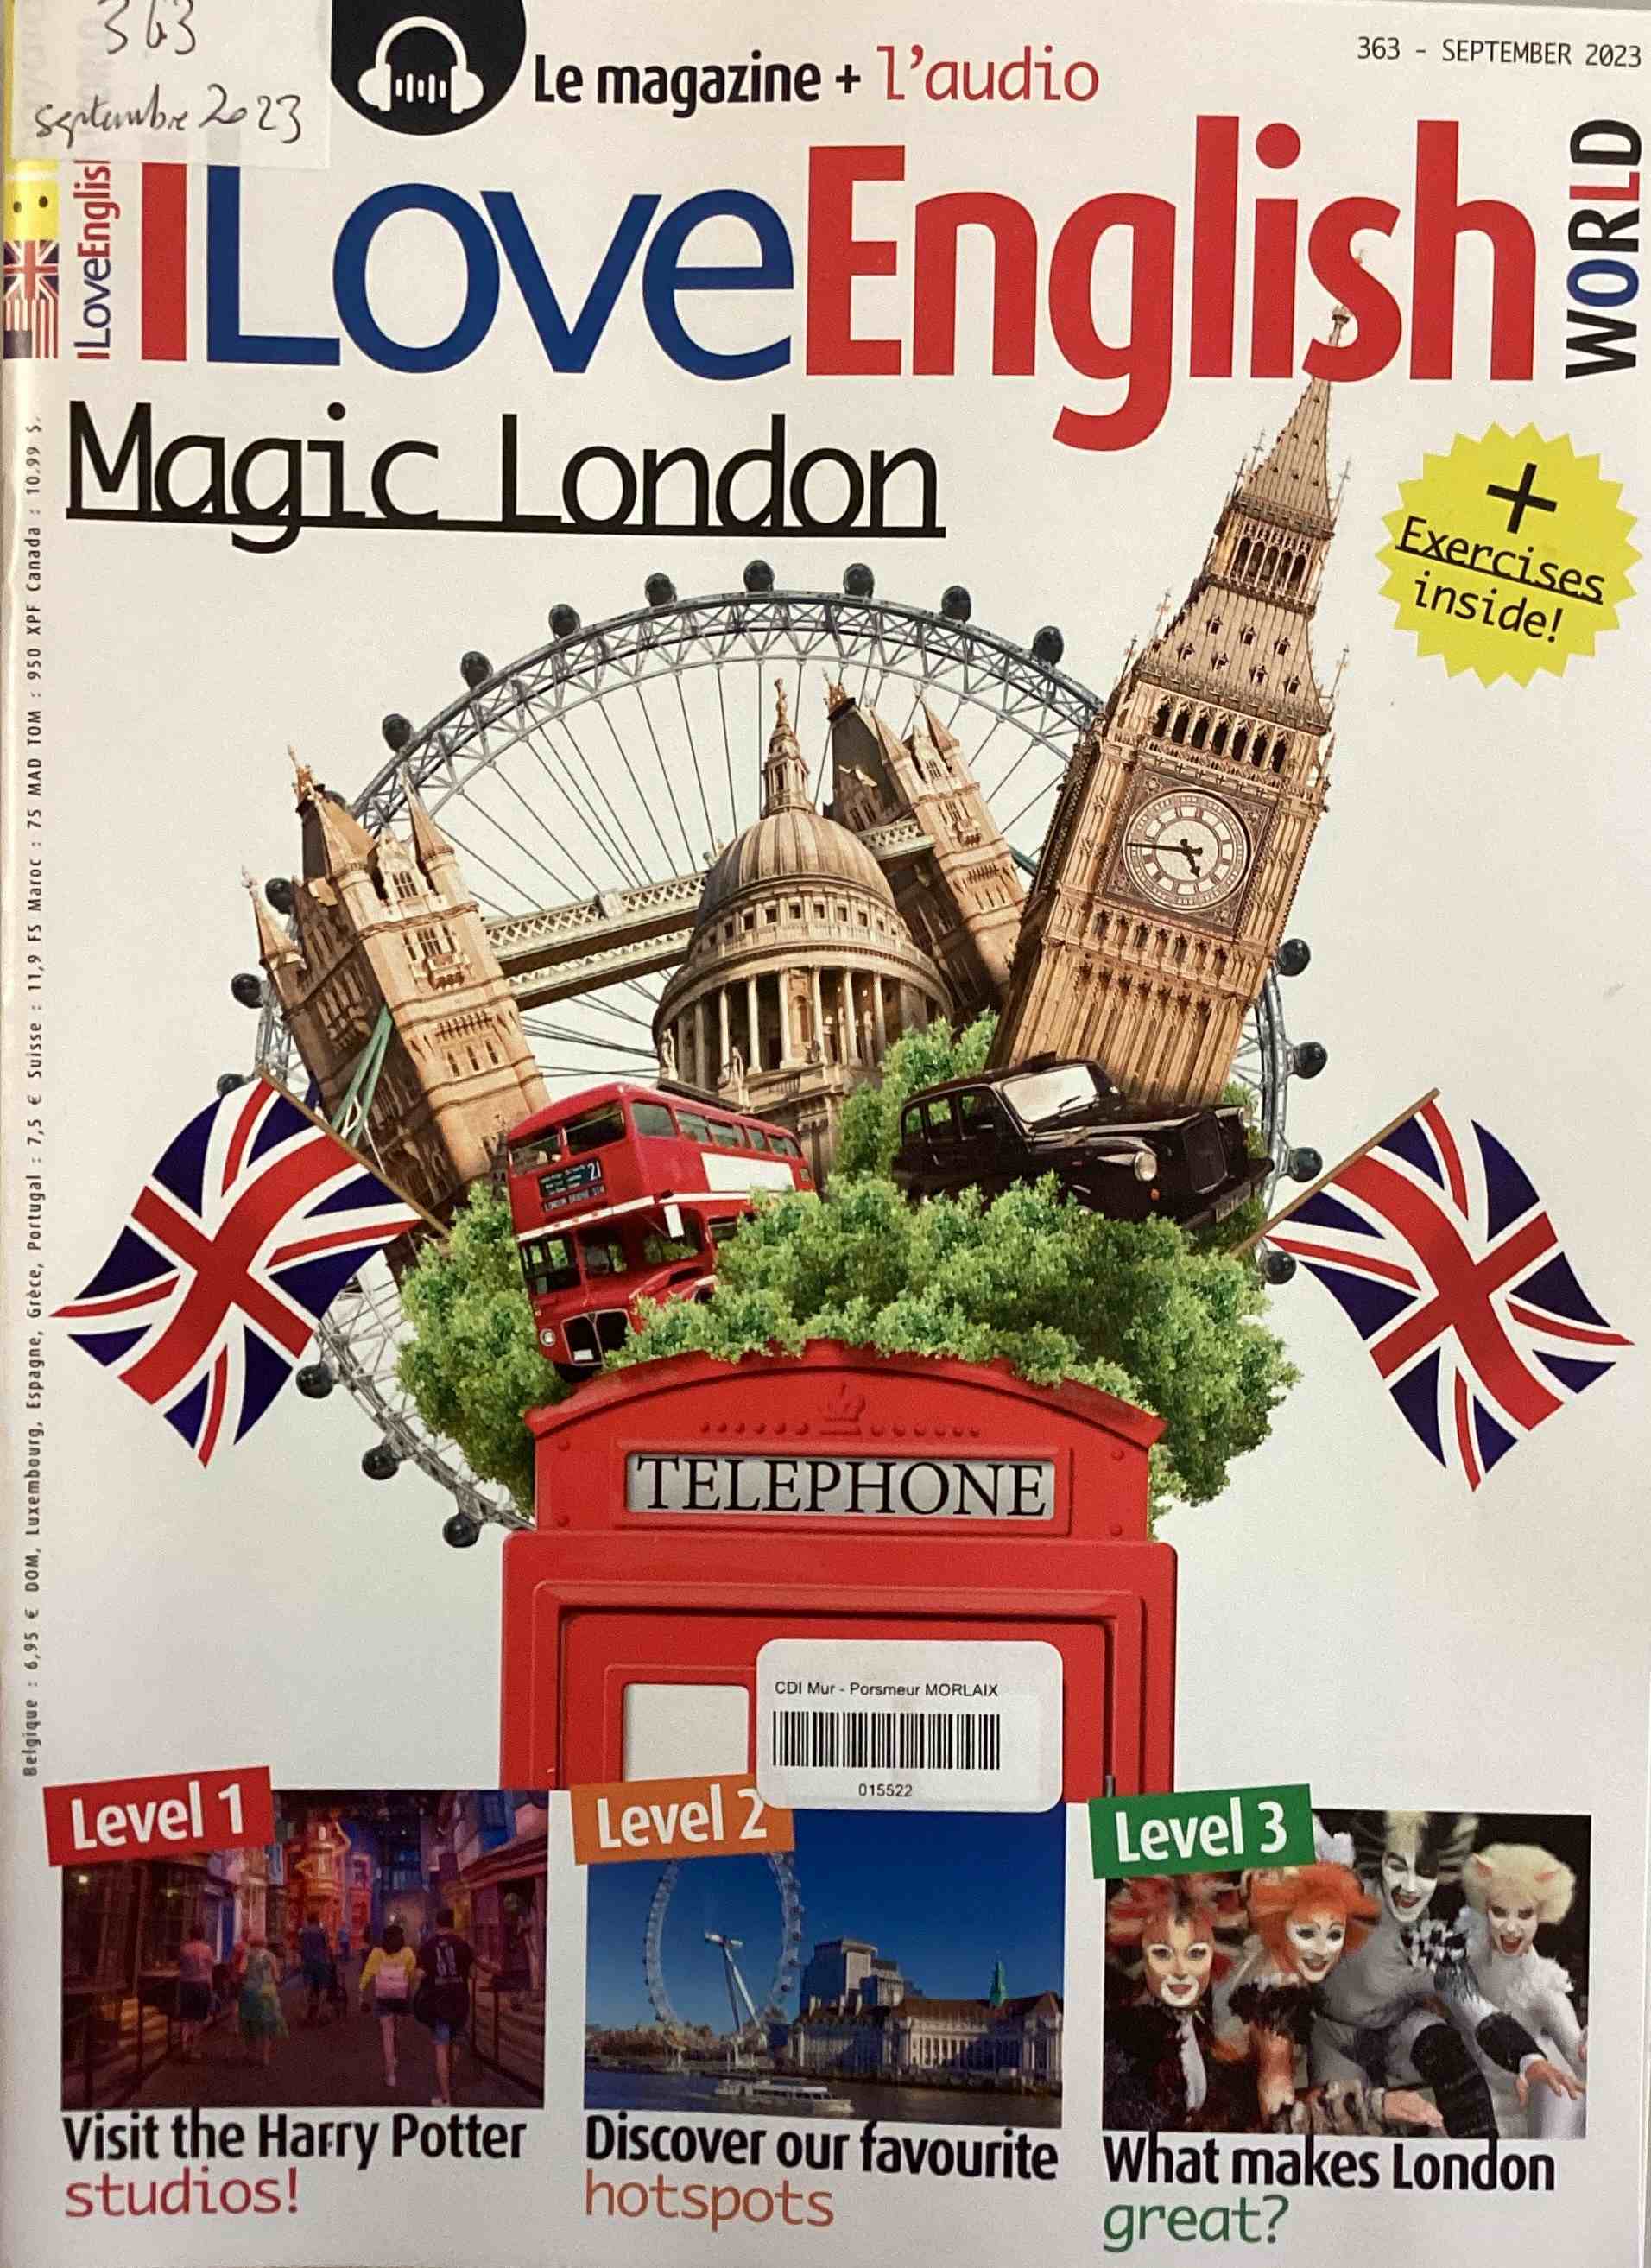 363
septembre 2023
Le magazine + l'audio
363 - SEPTEMBER 2023
ILoveEnglish
ILoveEnglish
WORLD
Magic London
+
Exercises
inside!
Belgique : 6,95 € DOM, Luxembourg, Espagne, Grèce, Portugal : 7,5 € Suisse : 11,9 FS Maroc : 75 MAD TOM : 950 XPF Canada : 10.99 $.
21
LONDON BRIDGE STN
TELEPHONE
CDI Mur - Porsmeur MORLAIX
015522
Level 1
Visit the Harry Potter
studios!
Level 2
Discover our favourite
hotspots
Level 3
What makes London
great?